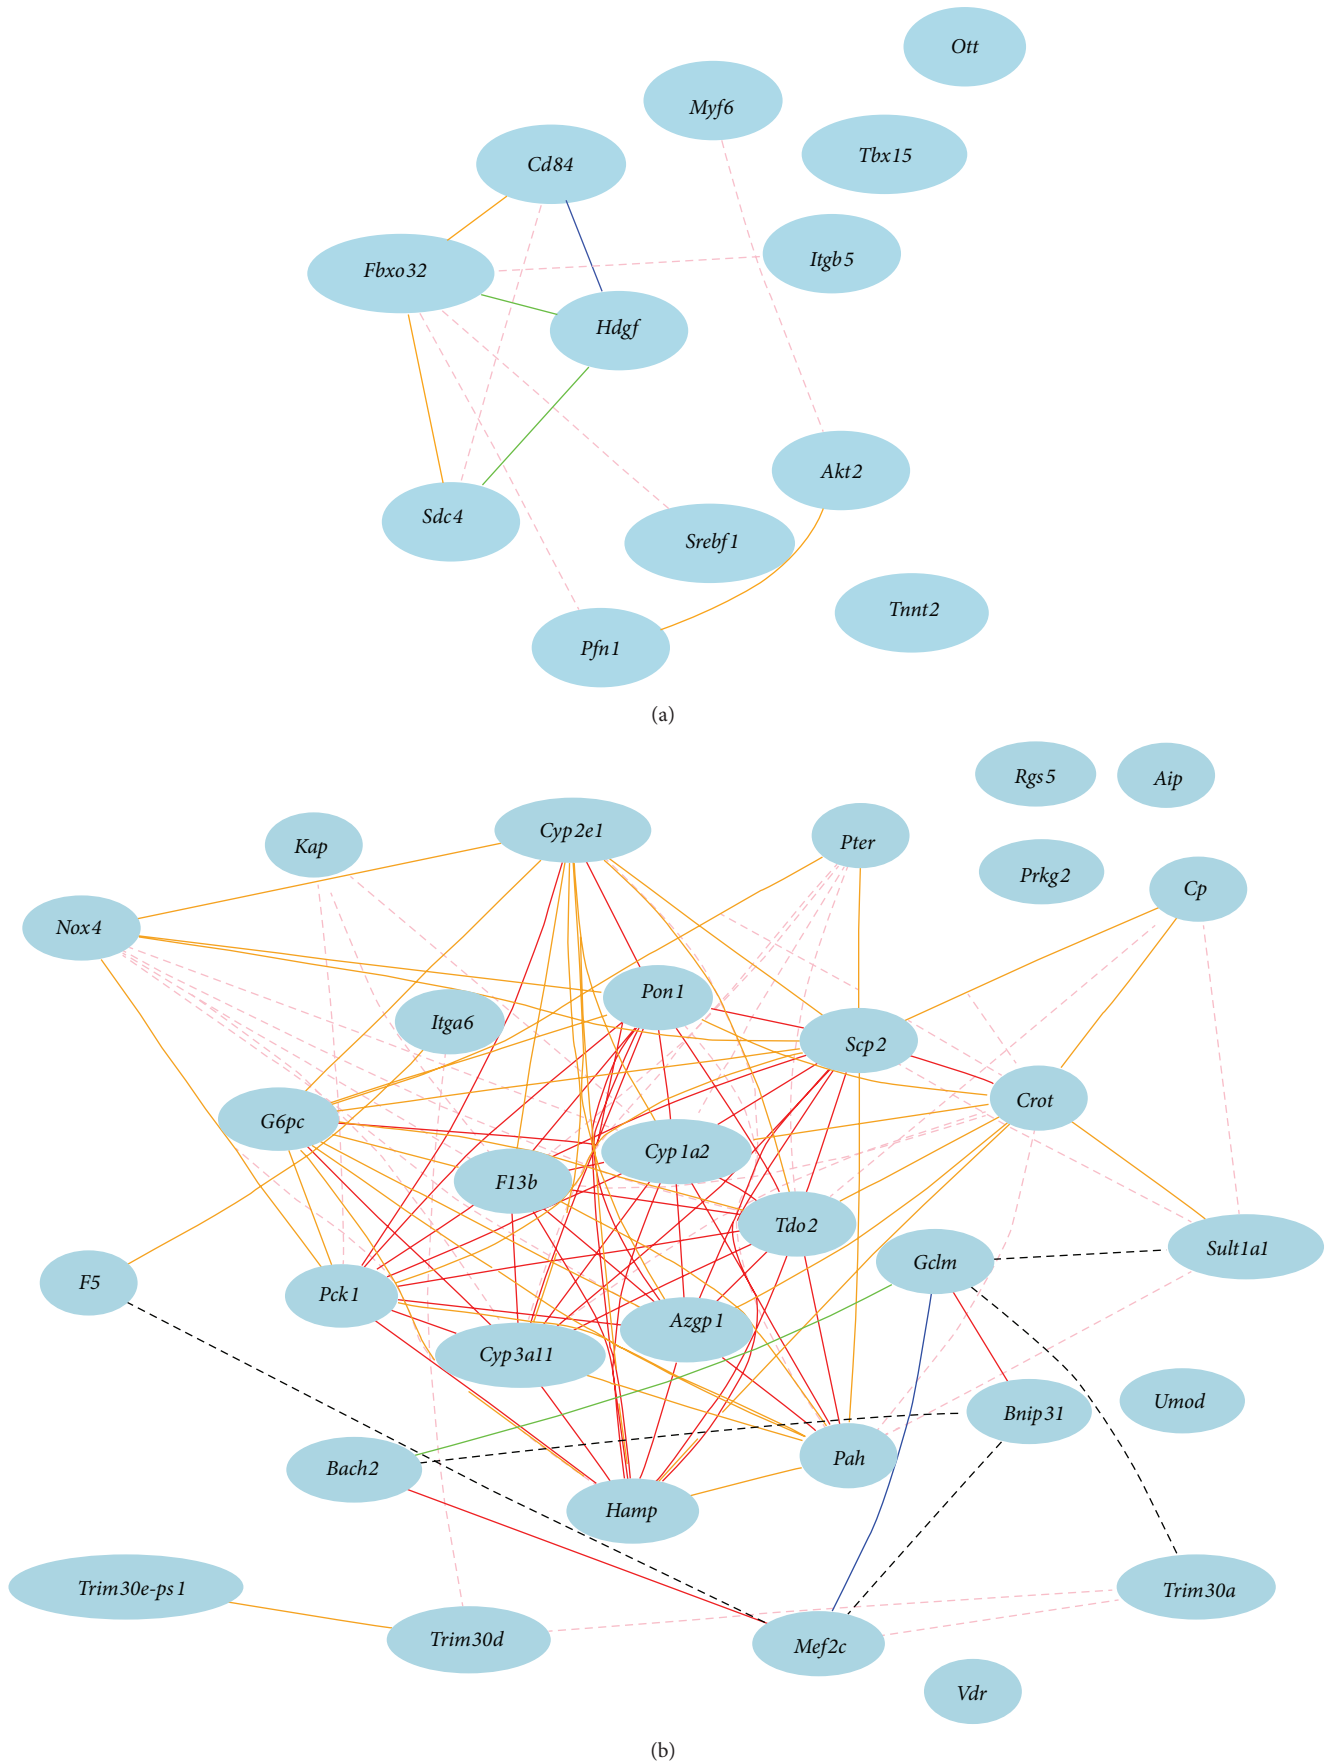 Ott
Myf6
Tbx15
Cd84
Itgb5
Fbxo32
Hdgf
Akt2
Sdc4
Srebf1
Tnnt2
Pfn1
(a)
Rgs5
Aip
Cyp2e1
Kap
Pter
Prkg2
Cp
Nox4
Pon1
Itga6
Scp2
Crot
G6pc
Cyp1a2
F13b
Tdo2
Sult1a1
Gclm
F5
Pck1
Azgp1
Cyp3a11
Umod
Bnip31
Pah
Bach2
Hamp
Trim30e-ps1
Trim30a
Trim30d
Mef2c
Vdr
(b)